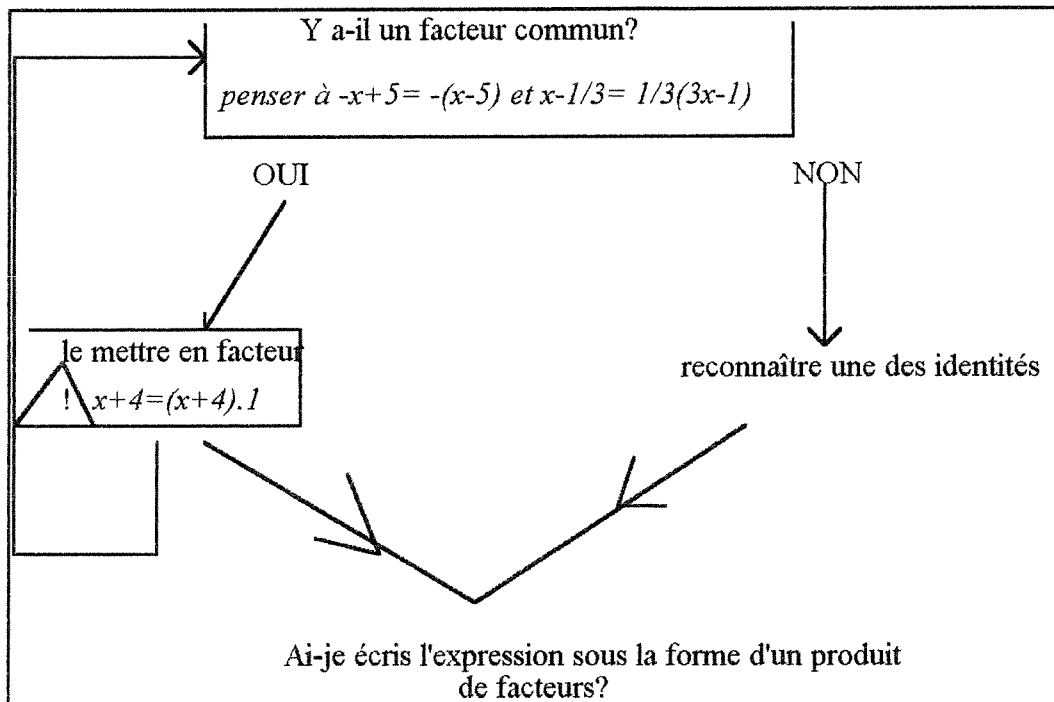 Y a-il un facteur commun?
penser à -x+5= -(x-5) et x-1/3= 1/3(3x-1)
OUI
NON
le mettre en facteur
! x+4=(x+4).1
reconnaître une des identités
Ai-je écris l'expression sous la forme d'un produit
de facteurs?